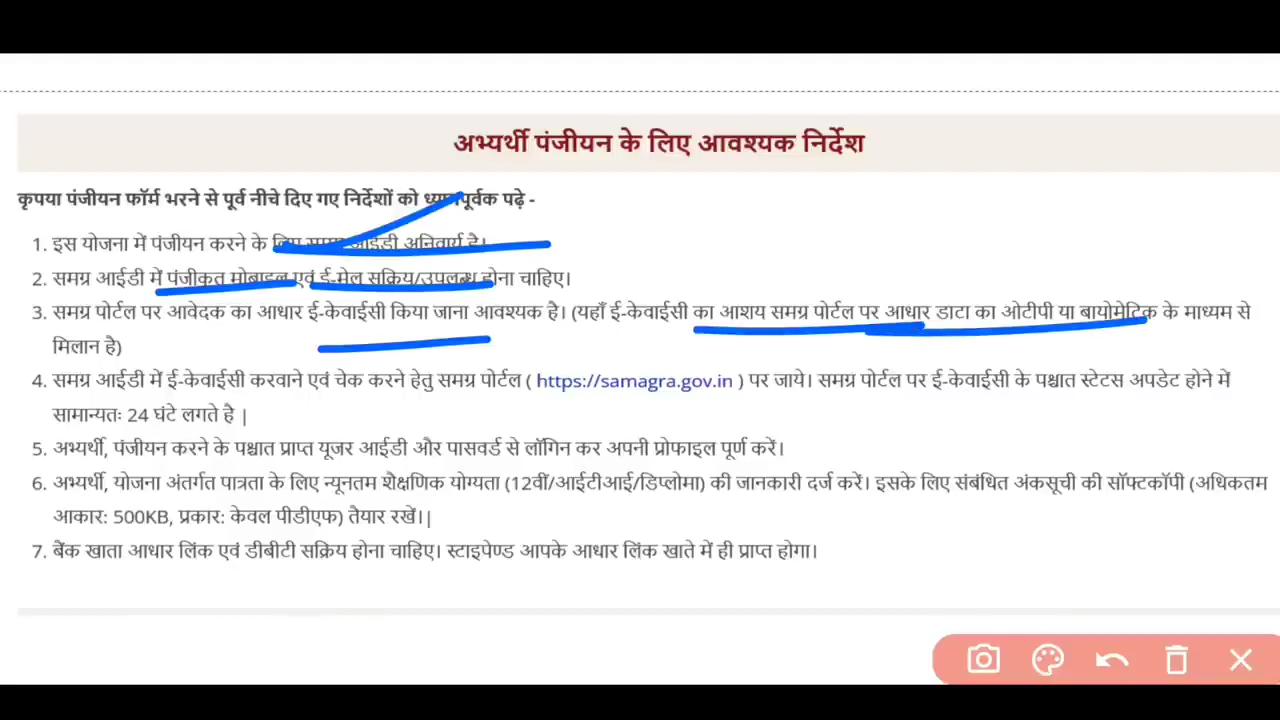 अभ्यर्थी पंजीयन के लिए आवश्यक निर्देश
कृपया पंजीयन फॉर्म भरने से पूर्व नीचे दिए गए निर्देशों को ध्यानपूर्वक पढ़े -
1. इस योजना में पंजीयन करने के लिए समग्र आईडी अनिवार्य है।
2. समग्र आईडी में पंजीकृत मोबाइल एवं ई-मेल सक्रिय/उपलब्ध होना चाहिए।
3. समग्र पोर्टल पर आवेदक का आधार ई-केवाईसी किया जाना आवश्यक है। (यहाँ ई-केवाईसी का आशय समग्र पोर्टल पर आधार डाटा का ओटीपी या बायोमेट्रिक के माध्यम से
मिलान है)
4. समग्र आईडी में ई-केवाईसी करवाने एवं चेक करने हेतु समग्र पोर्टल ( https://samagra.gov.in ) पर जाये। समग्र पोर्टल पर ई-केवाईसी के पश्चात स्टेटस अपडेट होने में
सामान्यतः 24 घंटे लगते है |
5. अभ्यर्थी, पंजीयन करने के पश्चात प्राप्त यूजर आईडी और पासवर्ड से लॉगिन कर अपनी प्रोफाइल पूर्ण करें।
6. अभ्यर्थी, योजना अंतर्गत पात्रता के लिए न्यूनतम शैक्षणिक योग्यता (12वीं/आईटीआई/डिप्लोमा) की जानकारी दर्ज करें। इसके लिए संबंधित अंकसूची की सॉफ्टकॉपी (अधिकतम
आकार: 500KB, प्रकार: केवल पीडीएफ) तैयार रखें।|
7. बैंक खाता आधार लिंक एवं डीबीटी सक्रिय होना चाहिए। स्टाइपेण्ड आपके आधार लिंक खाते में ही प्राप्त होगा।